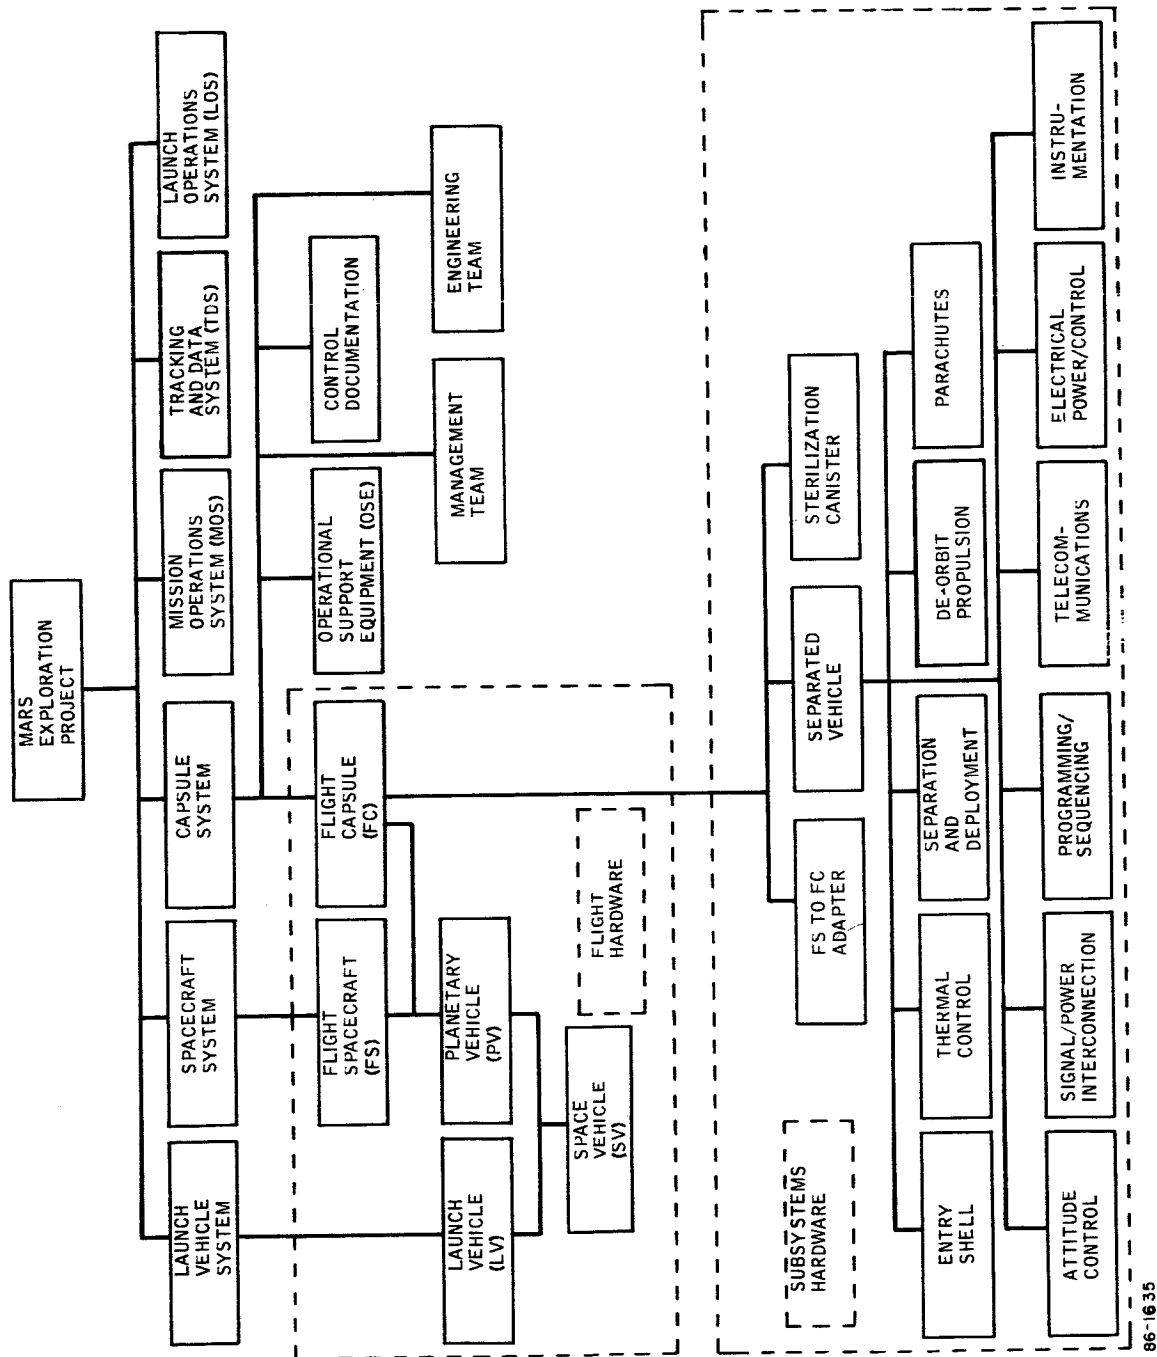 MARS
EXPLORATION
PROJECT
LAUNCH
VEHICLE
SYSTEM
SPACECRAFT
SYSTEM
CAPSULE
SYSTEM
MISSION
OPERATIONS
SYSTEM (MOS)
TRACKING
AND DATA
SYSTEM (TDS)
LAUNCH
OPERATIONS
SYSTEM (LOS)
FLIGHT
SPACECRAFT
(FS)
FLIGHT
CAPSULE
(FC)
OPERATIONAL
SUPPORT
EQUIPMENT (OSE)
CONTROL
DOCUMENTATION
LAUNCH
VEHICLE
(LV)
PLANETARY
VEHICLE
(PV)
MANAGEMENT
TEAM
ENGINEERING
TEAM
SPACE
VEHICLE
(SV)
FLIGHT
HARDWARE
SUBSYSTEMS
HARDWARE
FS TO FC
ADAPTER
SEPARATED
VEHICLE
STERILIZATION
CANISTER
ENTRY
SHELL
THERMAL
CONTROL
SEPARATION
AND
DEPLOYMENT
DE-ORBIT
PROPULSION
PARACHUTES
ATTITUDE
CONTROL
SIGNAL/POWER
INTERCONNECTION
PROGRAMMING/
SEQUENCING
TELECOM-
MUNICATIONS
ELECTRICAL
POWER/CONTROL
INSTRU-
MENTATION
86-1635